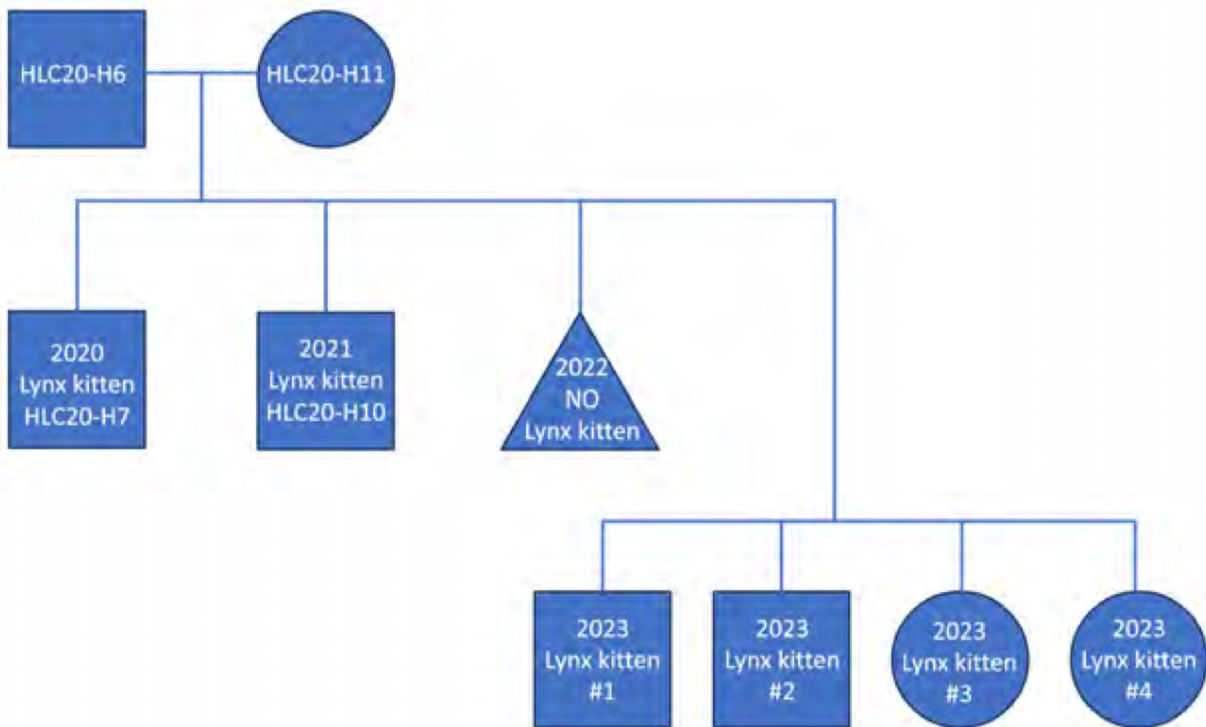 HLC20-H6
HLC20-H11
2020
Lynx kitten
HLC20-H7
2021
Lynx kitten
HLC20-H10
2022
NO
Lynx kitten
2023
Lynx kitten
#1
2023
Lynx kitten
#2
2023
Lynx kitten
#3
2023
Lynx kitten
#4